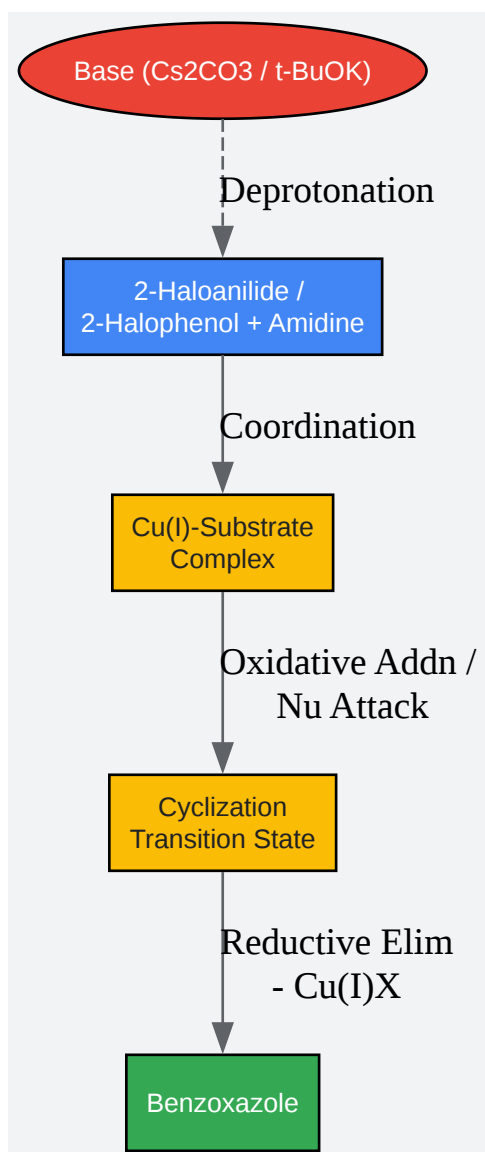 Base (Cs2CO3 / t-BuOK)
Deprotonation
2-Haloanilide /
2-Halophenol + Amidine
Coordination
Cu(I)-Substrate
Complex
Oxidative Addn /
Nu Attack
Cyclization
Transition State
Reductive Elim
- Cu(I)X
Benzoxazole